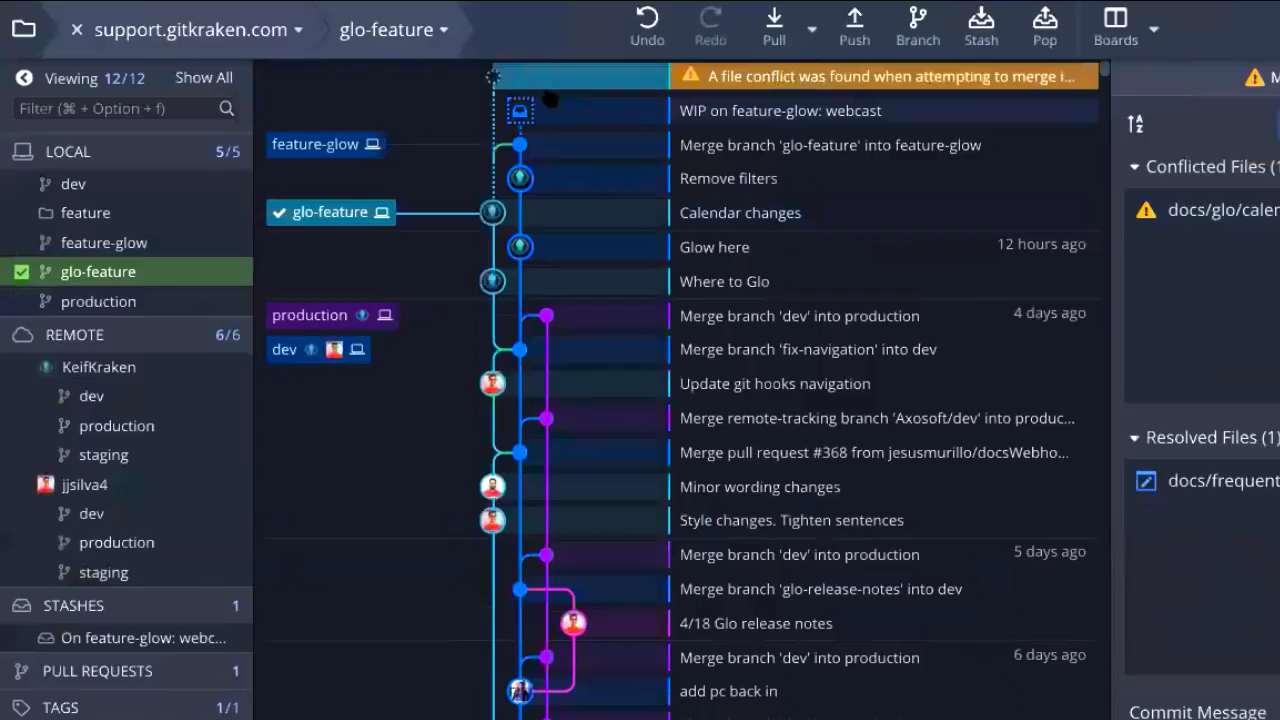 support.gitkraken.com
glo-feature
Undo
Redo
Pull
Push
Branch
Stash
Pop
Boards
Viewing 12/12
Show All
Filter (⌘ + Option + f)
LOCAL
5/5
dev
feature
feature-glow
glo-feature
production
REMOTE
6/6
KeifKraken
dev
production
staging
jjsilva4
dev
production
staging
STASHES
1
On feature-glow: webc...
PULL REQUESTS
1
TAGS
1/1
A file conflict was found when attempting to merge i...
WIP on feature-glow: webcast
feature-glow
Merge branch 'glo-feature' into feature-glow
Remove filters
glo-feature
Calendar changes
Glow here
12 hours ago
Where to Glo
production
Merge branch 'dev' into production
4 days ago
dev
Merge branch 'fix-navigation' into dev
Update git hooks navigation
Merge remote-tracking branch 'Axosoft/dev' into produc...
Merge pull request #368 from jesusmurillo/docsWebho...
Minor wording changes
Style changes. Tighten sentences
Merge branch 'dev' into production
5 days ago
Merge branch 'glo-release-notes' into dev
4/18 Glo release notes
Merge branch 'dev' into production
6 days ago
add pc back in
Conflicted Files (
docs/glo/caler
Resolved Files (1)
docs/frequent
Commit Message